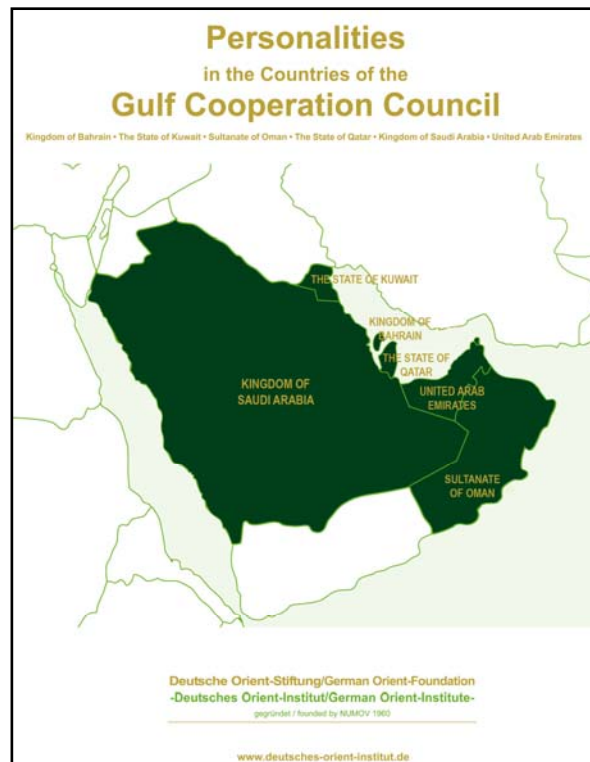 Personalities
in the Countries of the
Gulf Cooperation Council
Kingdom of Bahrain • The State of Kuwait • Sultanate of Oman • The State of Qatar • Kingdom of Saudi Arabia • United Arab Emirates
THE STATE OF KUWAIT
KINGDOM OF
BAHRAIN
THE STATE OF
QATAR
KINGDOM OF
SAUDI ARABIA
UNITED ARAB
EMIRATES
SULTANATE
OF OMAN
Deutsche Orient-Stiftung/German Orient-Foundation
-Deutsches Orient-Institut/German Orient-Institute-
gegründet / founded by NUMOV 1960
www.deutsches-orient-institut.de